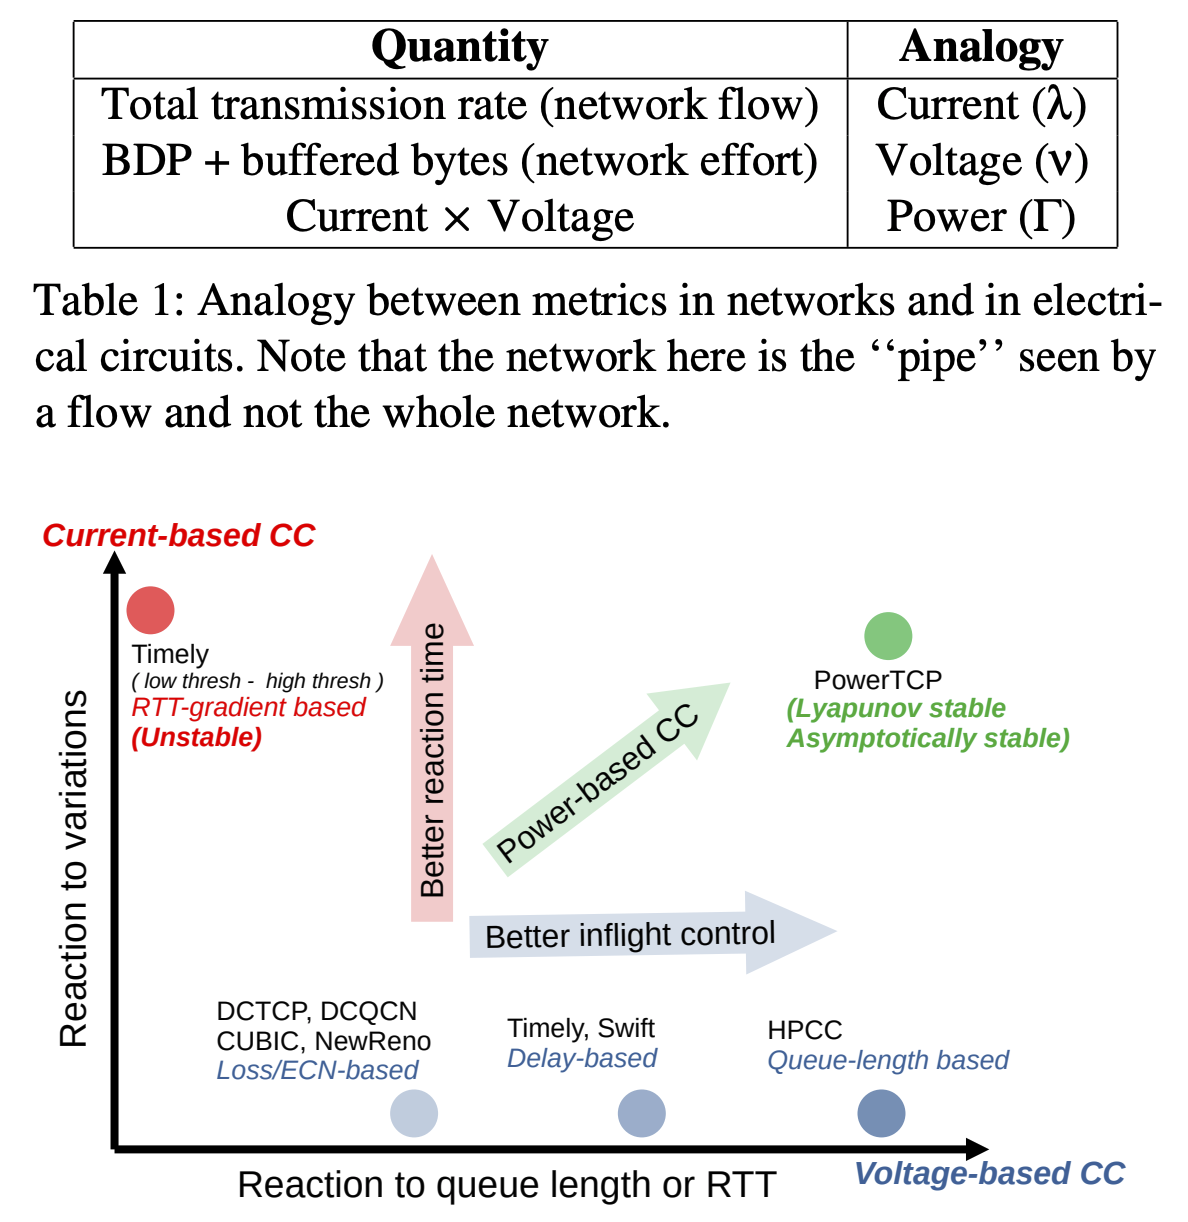 Quantity Analogy
Total transmission rate (network flow) Current (λ)
BDP + buffered bytes (network effort) Voltage (ν)
Current × Voltage Power (Γ)
Table 1: Analogy between metrics in networks and in electri-
cal circuits. Note that the network here is the ‘‘pipe’’ seen by
a flow and not the whole network.
Current-based CC
Timely
( low thresh - high thresh )
RTT-gradient based
(Unstable)
Better reaction time
Power-based CC
PowerTCP
(Lyapunov stable
Asymptotically stable)
Reaction to variations
Better inflight control
DCTCP, DCQCN
CUBIC, NewReno
Loss/ECN-based
Timely, Swift
Delay-based
HPCC
Queue-length based
Voltage-based CC
Reaction to queue length or RTT